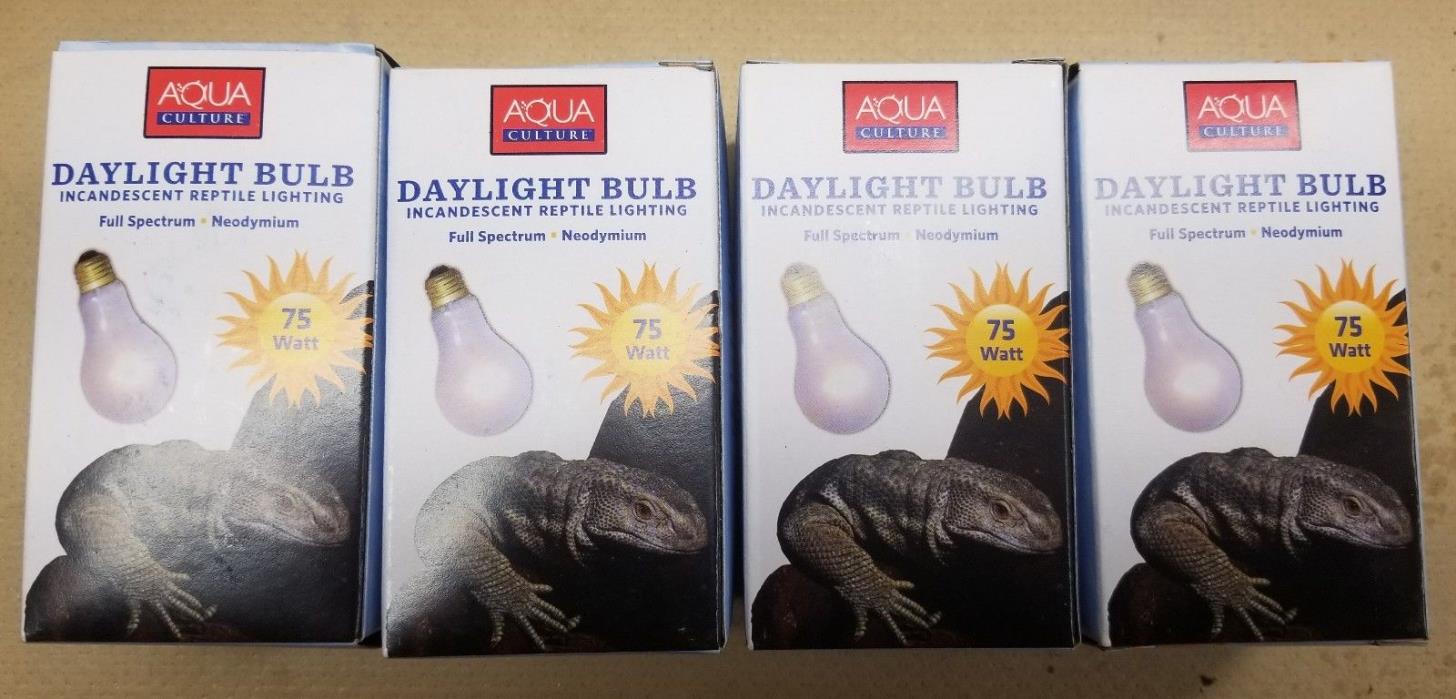 AQUA
CULTURE
DAYLIGHT BULB
INCANDESCENT REPTILE LIGHTING
Full Spectrum • Neodymium
75
Watt
AQUA
CULTURE
DAYLIGHT BULB
INCANDESCENT REPTILE LIGHTING
Full Spectrum • Neodymium
75
Watt
AQUA
CULTURE
DAYLIGHT BULB
INCANDESCENT REPTILE LIGHTING
Full Spectrum • Neodymium
75
Watt
AQUA
CULTURE
DAYLIGHT BULB
INCANDESCENT REPTILE LIGHTING
Full Spectrum • Neodymium
75
Watt